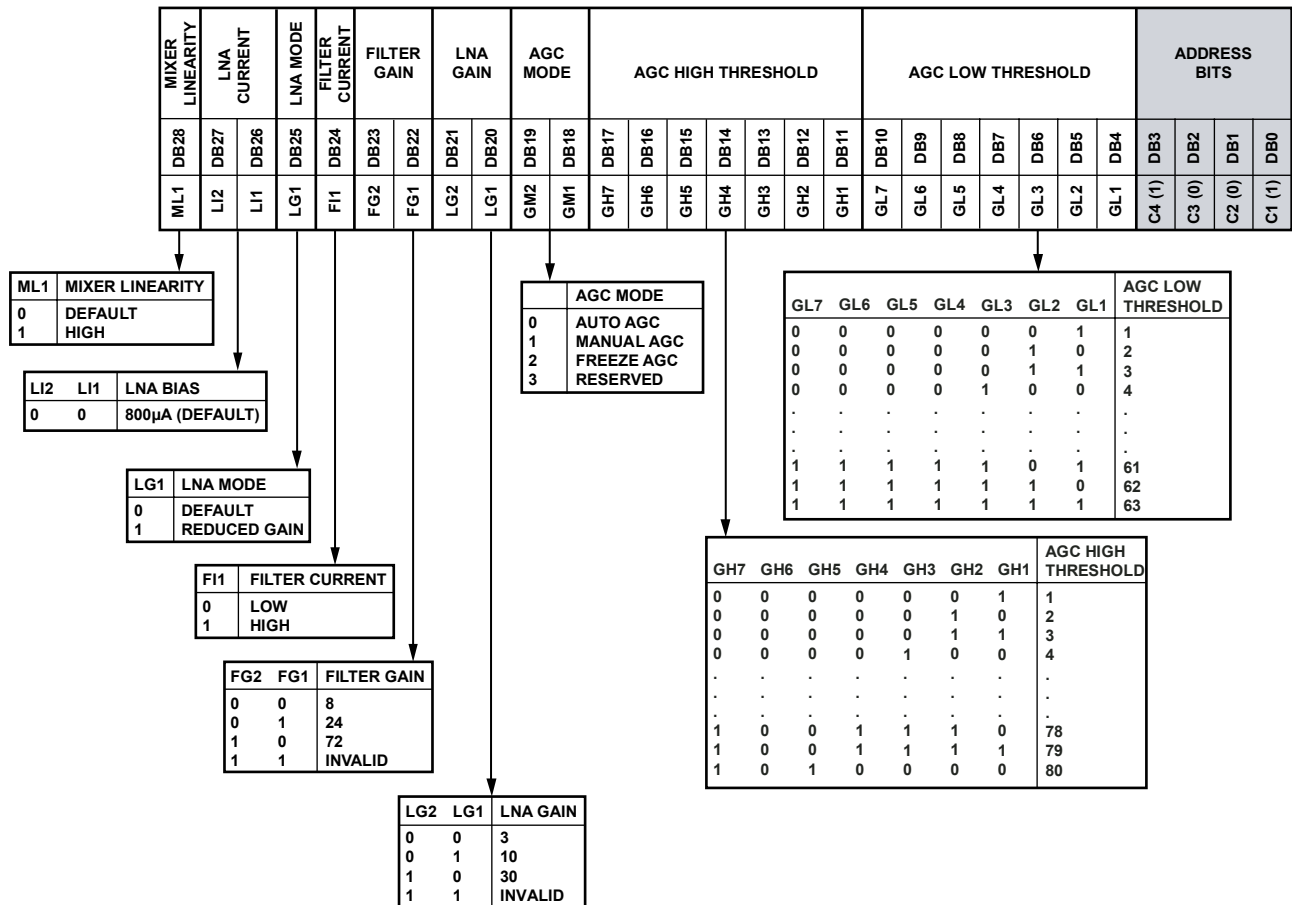 MIXER LINEARITY
LNA CURRENT
LNA MODE
FILTER CURRENT
FILTER GAIN
LNA GAIN
AGC MODE
AGC HIGH THRESHOLD
AGC LOW THRESHOLD
ADDRESS BITS
DB28 DB27 DB26 DB25 DB24 DB23 DB22 DB21 DB20 DB19 DB18 DB17 DB16 DB15 DB14 DB13 DB12 DB11 DB10 DB9 DB8 DB7 DB6 DB5 DB4 DB3 DB2 DB1 DB0
ML1 LI2 LI1 LG1 FI1 FG2 FG1 LG2 LG1 GM2 GM1 GH7 GH6 GH5 GH4 GH3 GH2 GH1 GL7 GL6 GL5 GL4 GL3 GL2 GL1 C4 (1) C3 (0) C2 (0) C1 (1)
ML1 MIXER LINEARITY
0 DEFAULT
1 HIGH
LI2 LI1 LNA BIAS
0 0 800µA (DEFAULT)
LG1 LNA MODE
0 DEFAULT
1 REDUCED GAIN
FI1 FILTER CURRENT
0 LOW
1 HIGH
FG2 FG1 FILTER GAIN
0 0 8
0 1 24
1 0 72
1 1 INVALID
LG2 LG1 LNA GAIN
0 0 3
0 1 10
1 0 30
1 1 INVALID
AGC MODE
0 AUTO AGC
1 MANUAL AGC
2 FREEZE AGC
3 RESERVED
GL7 GL6 GL5 GL4 GL3 GL2 GL1 AGC LOW THRESHOLD
0 0 0 0 0 0 1 1
0 0 0 0 0 1 0 2
0 0 0 0 0 1 1 3
0 0 0 0 1 0 0 4
. . . . . . . .
. . . . . . . .
. . . . . . . .
1 1 1 1 1 0 1 61
1 1 1 1 1 1 0 62
1 1 1 1 1 1 1 63
GH7 GH6 GH5 GH4 GH3 GH2 GH1 AGC HIGH THRESHOLD
0 0 0 0 0 0 1 1
0 0 0 0 0 1 0 2
0 0 0 0 0 1 1 3
0 0 0 0 1 0 0 4
. . . . . . . .
. . . . . . . .
. . . . . . . .
1 0 0 1 1 1 0 78
1 0 0 1 1 1 1 79
1 0 1 0 0 0 0 80